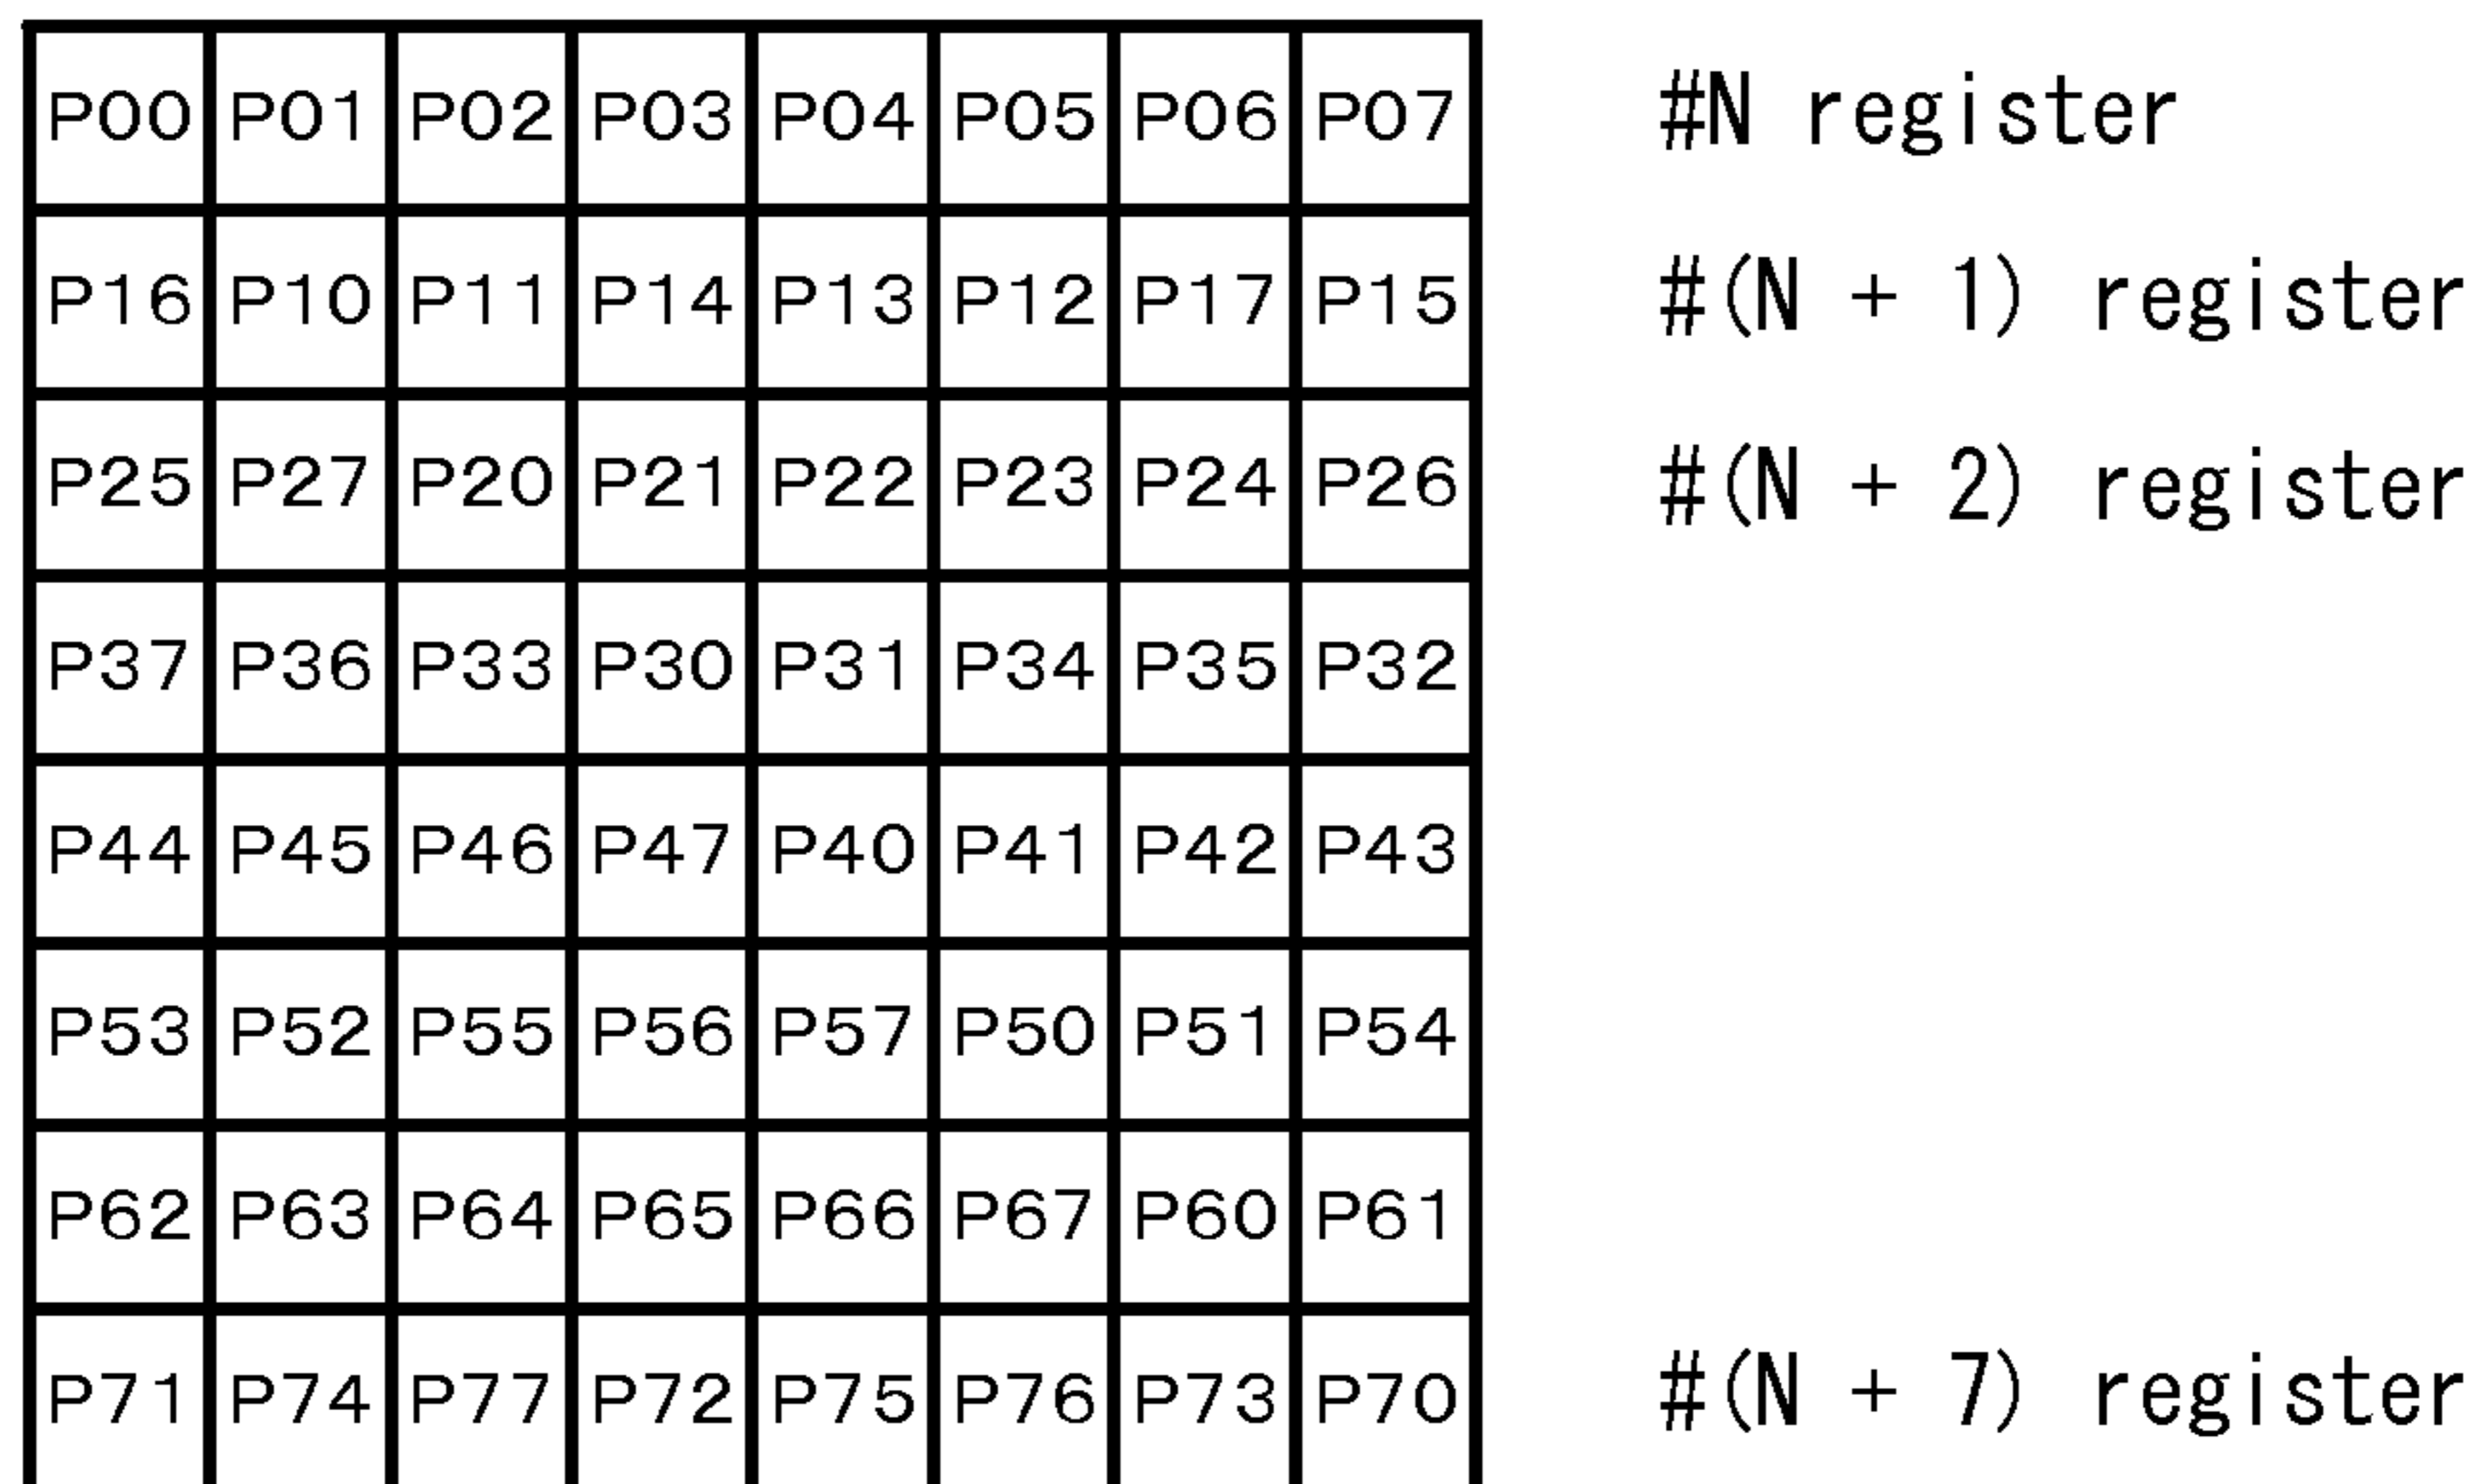 P00 P01 P02 P03 P04 P05 P06 P07 #N register
P16 P10 P11 P14 P13 P12 P17 P15 #(N + 1) register
P25 P27 P20 P21 P22 P23 P24 P26 #(N + 2) register
P37 P36 P33 P30 P31 P34 P35 P32
P44 P45 P46 P47 P40 P41 P42 P43
P53 P52 P55 P56 P57 P50 P51 P54
P62 P63 P64 P65 P66 P67 P60 P61
P71 P74 P77 P72 P75 P76 P73 P70 #(N + 7) register